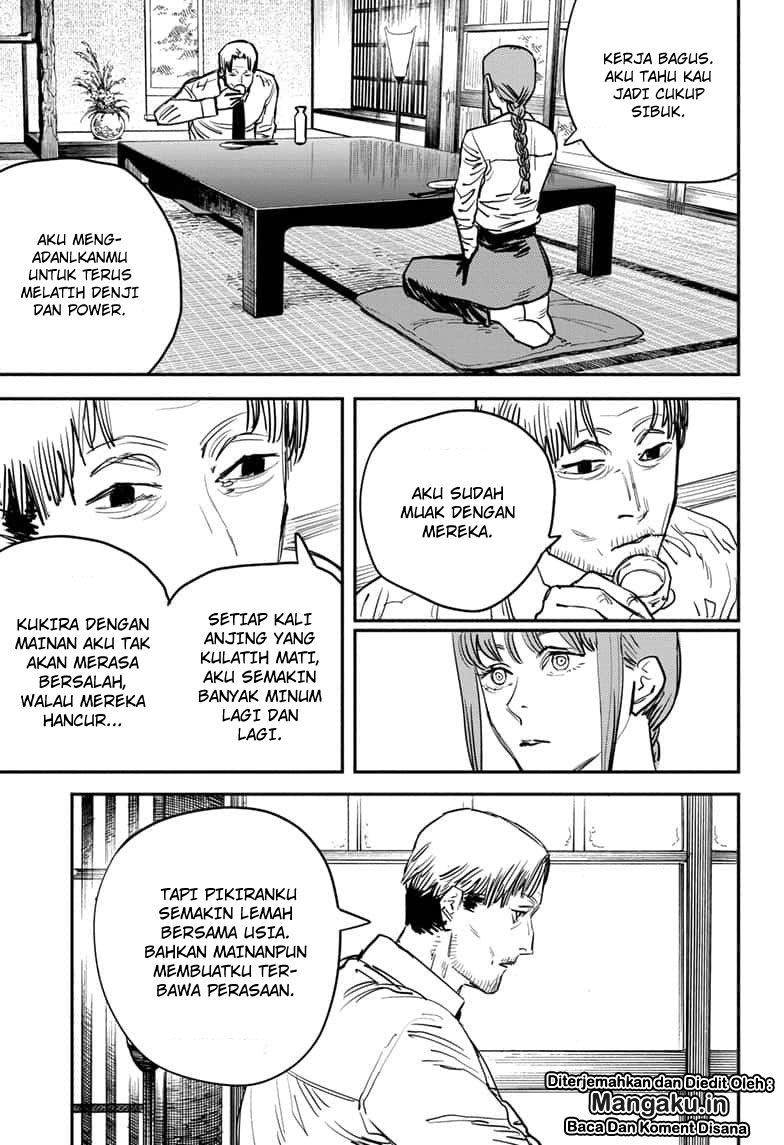 KERJA BAGUS.
AKU TAHU KAU
JADI CUKUP
SIBUK.
AKU MENG-
ADANLKANMU
UNTUK TERUS
MELATIH DENJI
DAN POWER.
AKU SUDAH
MUAK DENGAN
MEREKA.
SETIAP KALI
ANJING YANG
KULATIH MATI,
AKU SEMAKIN
BANYAK MINUM
LAGI DAN
LAGI.
KUKIRA DENGAN
MAINAN AKU TAK
AKAN MERASA
BERSALAH,
WALAU MEREKA
HANCUR...
TAPI PIKIRANKU
SEMAKIN LEMAH
BERSAMA USIA.
BAHKAN MAINANPUN
MEMBUATKU TER-
BAWA PERASAAN.
Diterjemahkan dan Diedit Oleh:
Mangaku.in
Baca Dan Koment Disana